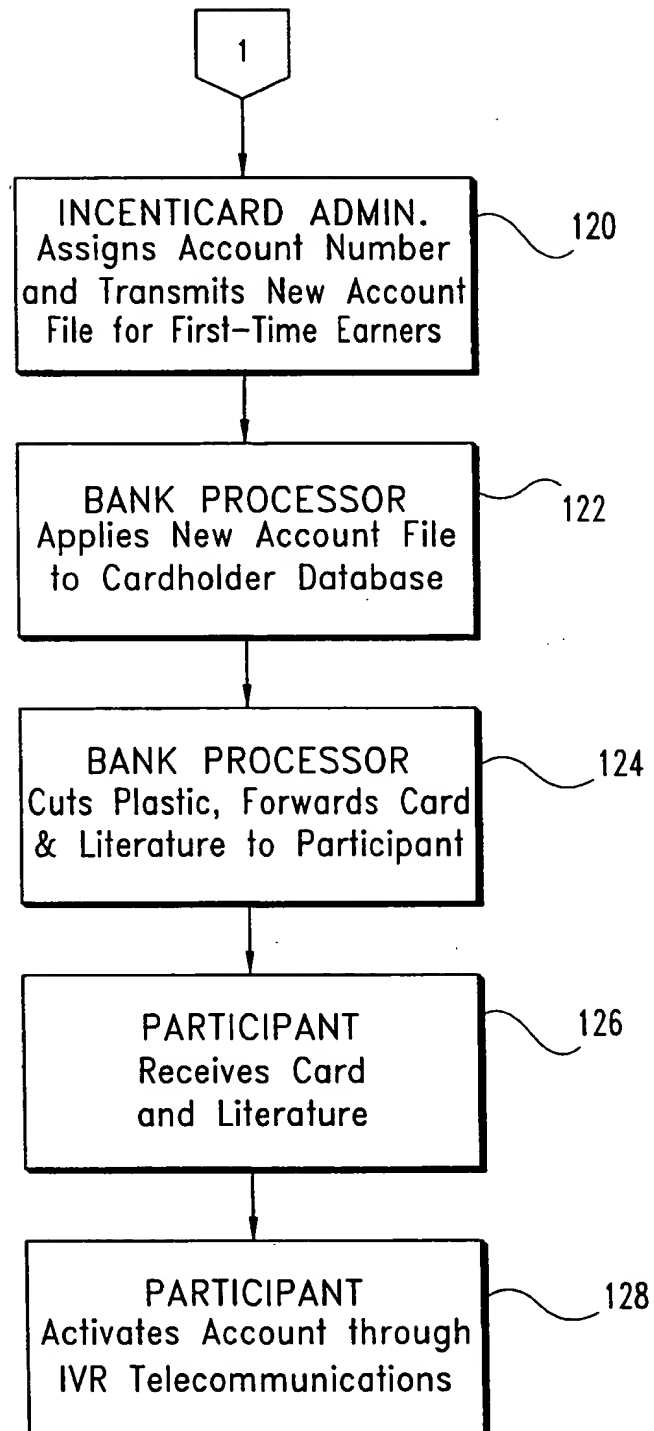 1
INCENTICARD ADMIN.
Assigns Account Number
and Transmits New Account
File for First-Time Earners
120
BANK PROCESSOR
Applies New Account File
to Cardholder Database
122
BANK PROCESSOR
Cuts Plastic, Forwards Card
& Literature to Participant
124
PARTICIPANT
Receives Card
and Literature
126
PARTICIPANT
Activates Account through
IVR Telecommunications
128